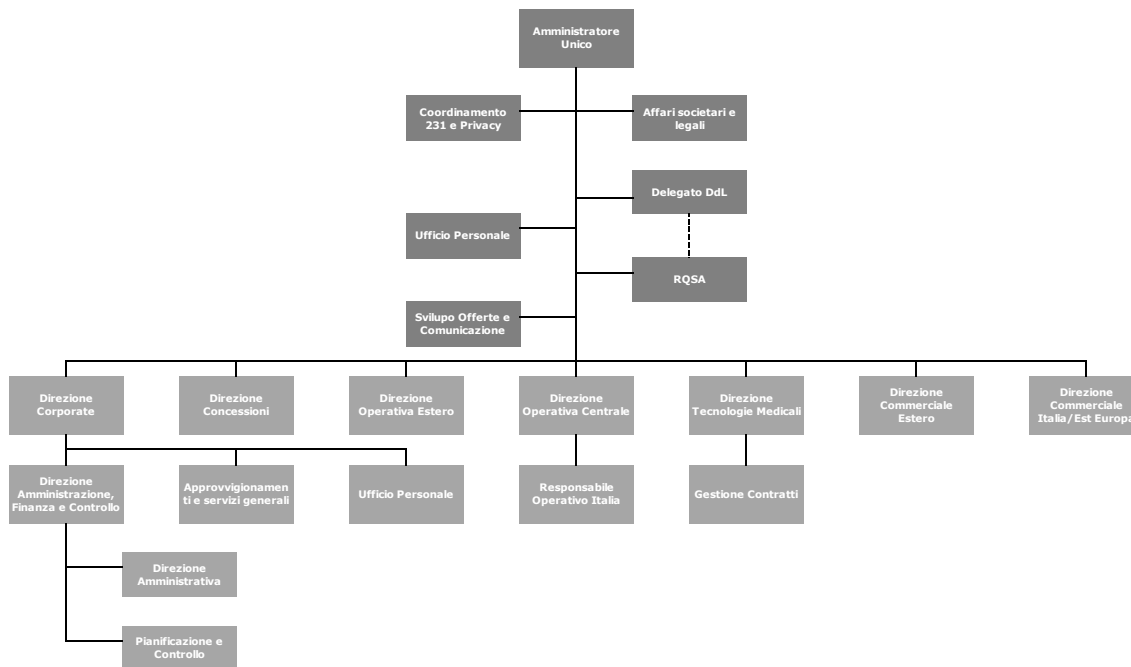 Amministratore
Unico
Coordinamento
231 e Privacy
Affari societari e
legali
Delegato DdL
Ufficio Personale
RQSA
Svilupo Offerte e
Comunicazione
Direzione
Corporate
Direzione
Concessioni
Direzione
Operativa Estero
Direzione
Operativa Centrale
Direzione
Tecnologie Medicali
Direzione
Commerciale
Estero
Direzione
Commerciale
Italia/Est Europa
Direzione
Amministrazione,
Finanza e Controllo
Approvvigionamen
ti e servizi generali
Ufficio Personale
Responsabile
Operativo Italia
Gestione Contratti
Direzione
Amministrativa
Pianificazione e
Controllo